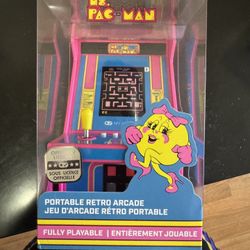 MS. PAC-MAN
SOUS LICENCE
OFFICIELLE
PORTABLE RETRO ARCADE
JEU D'ARCADE RÉTRO PORTABLE
FULLY PLAYABLE | ENTIÈREMENT JOUABLE